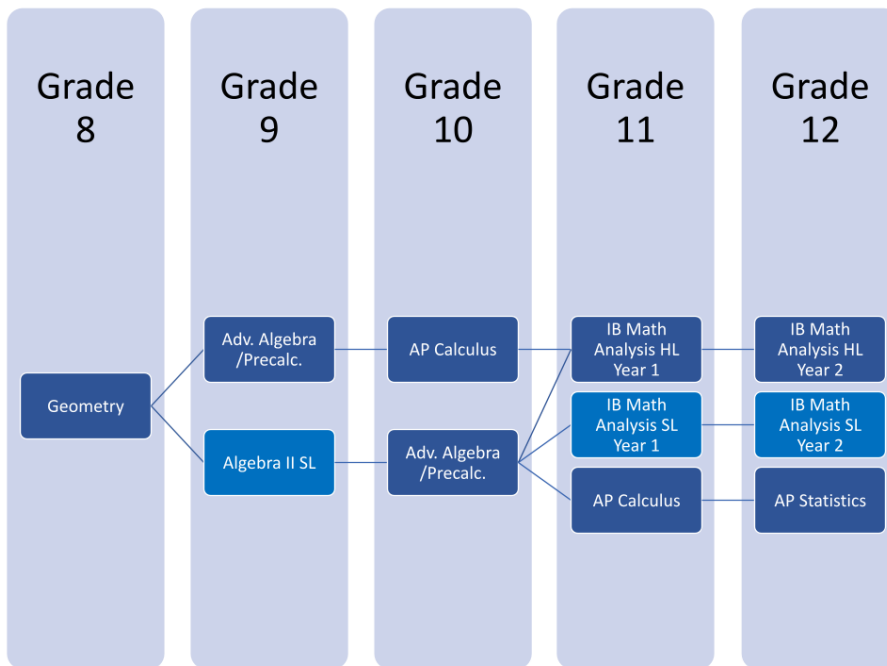 Grade
8
Grade
9
Grade
10
Grade
11
Grade
12
Geometry
Adv. Algebra
/Precalc.
Algebra II SL
AP Calculus
Adv. Algebra
/Precalc.
IB Math
Analysis HL
Year 1
IB Math
Analysis SL
Year 1
AP Calculus
IB Math
Analysis HL
Year 2
IB Math
Analysis SL
Year 2
AP Statistics